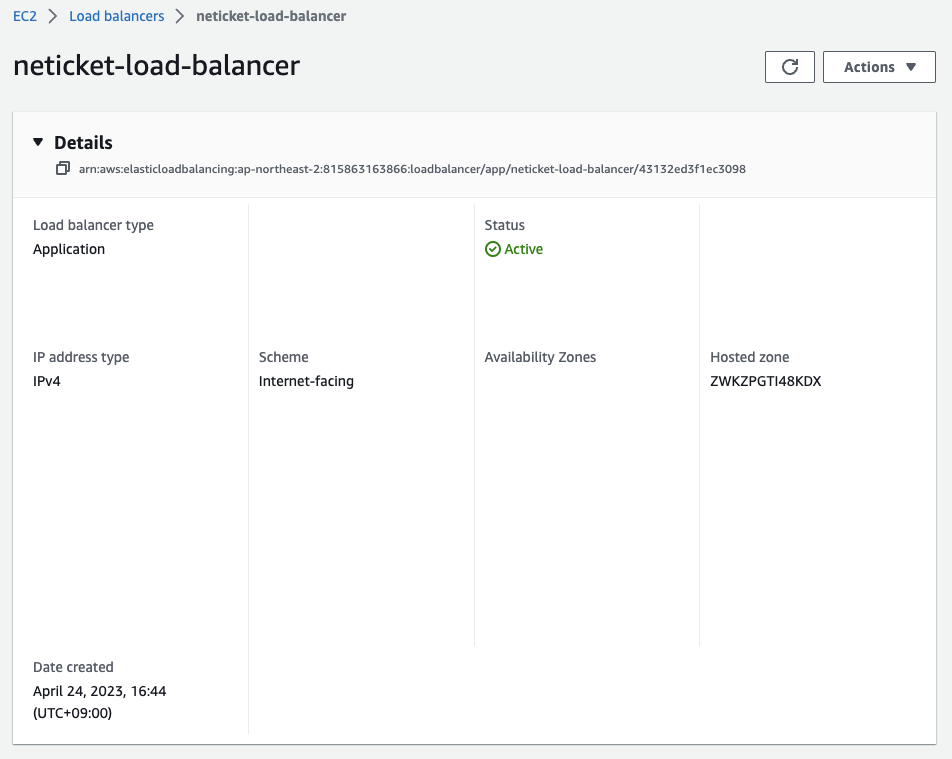 EC2 Load balancers neticket-load-balancer
neticket-load-balancer
Actions
Details
arn:aws:elasticloadbalancing:ap-northeast-2:815863163866:loadbalancer/app/neticket-load-balancer/43132ed3f1ec3098
Load balancer type
Application
Status
Active
IP address type
IPv4
Scheme
Internet-facing
Availability Zones
Hosted zone
ZWKZPGTI48KDX
Date created
April 24, 2023, 16:44
(UTC+09:00)